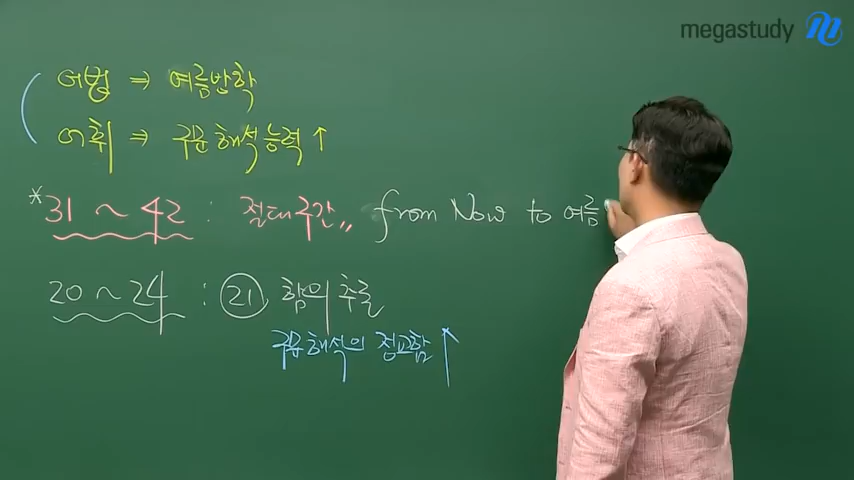 megastudy
어법 ⇒ 여름방학
어휘 ⇒ 구문해석능력 ↑
*31 ~ 42 : 절대구간,, from Now to 여름
20 ~ 24 : 21 함의 추론
구문해석의 정교함 ↑